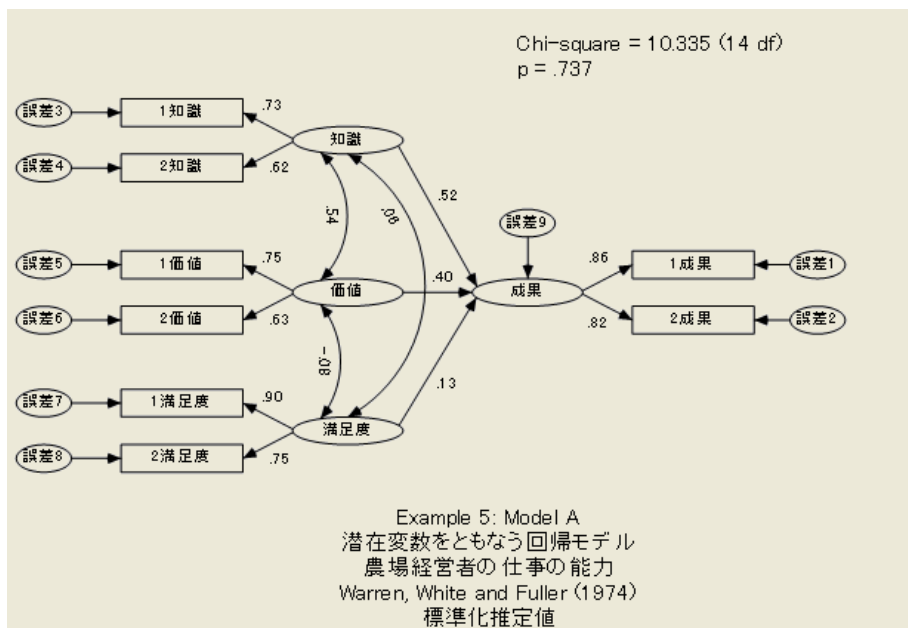 Chi-square = 10.335 (14 df)
p = .737
誤差3
1知識
.73
知識
誤差4
2知識
.62
.52
.54
.06
誤差9
誤差5
1価値
.75
価値
.40
成果
.86
1成果
誤差1
誤差6
2価値
.63
.82
2成果
誤差2
-.08
.13
誤差7
1満足度
.90
満足度
誤差8
2満足度
.75
Example 5: Model A
潜在変数をともなう回帰モデル
農場経営者の仕事の能力
Warren, White and Fuller (1974)
標準化推定値